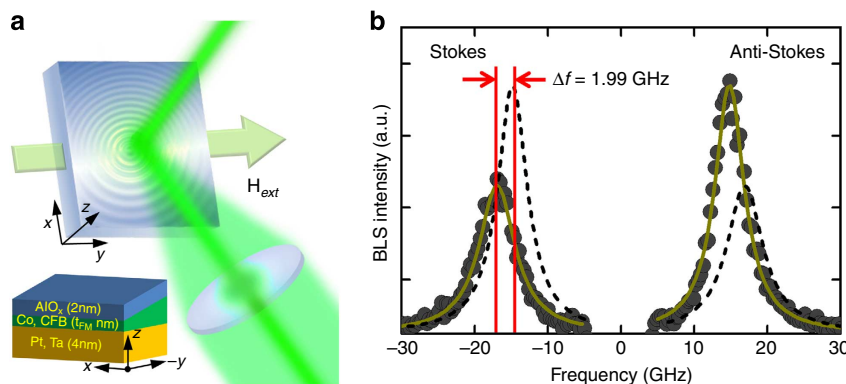 a
H_ext
x
z
y
AlOₓ (2nm)
Co, CFB (t_FM nm)
Pt, Ta (4nm)
z
x
–y
b
Stokes
Anti-Stokes
Δf = 1.99 GHz
BLS intensity (a.u.)
–30 –20 –10 0 10 20 30
Frequency (GHz)